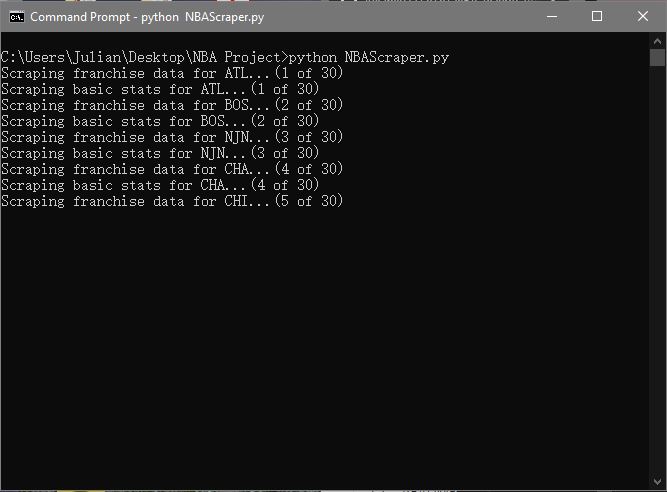 Command Prompt - python  NBAScraper.py
C:\Users\Julian\Desktop\NBA Project>python NBAScraper.py
Scraping franchise data for ATL...(1 of 30)
Scraping basic stats for ATL...(1 of 30)
Scraping franchise data for BOS...(2 of 30)
Scraping basic stats for BOS...(2 of 30)
Scraping franchise data for NJN...(3 of 30)
Scraping basic stats for NJN...(3 of 30)
Scraping franchise data for CHA...(4 of 30)
Scraping basic stats for CHA...(4 of 30)
Scraping franchise data for CHI...(5 of 30)